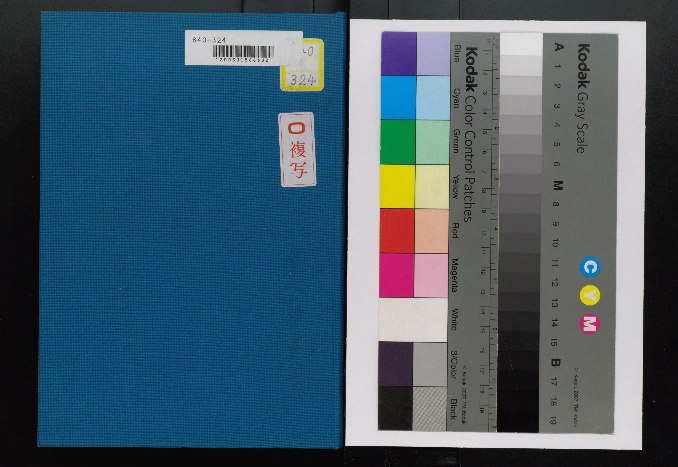 840-324
324
複写
Kodak Color Control Patches
Blue
Cyan
Green
Yellow
Red
Magenta
White
3/Color
Black
Kodak Gray Scale
A 1 2 3 4 5 6 M 8 9 10 11 12 13 14 15 B 17 18 19
C
Y
M